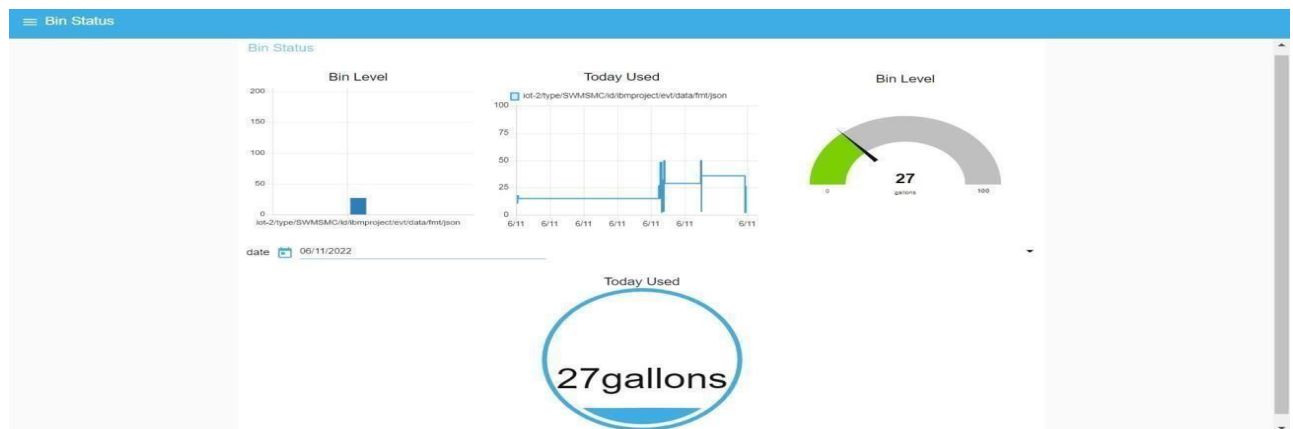 Bin Status
Bin Status
Bin Level
200
150
100
50
0
iot-2/type/SWMSMC/id/ibmproject/evt/data/fmt/json
Today Used
iot-2/type/SWMSMC/id/ibmproject/evt/data/fmt/json
100
75
50
25
0
6/11 6/11 6/11 6/11 6/11 6/11 6/11
Bin Level
27
gallons
0 100
date 06/11/2022
Today Used
27gallons